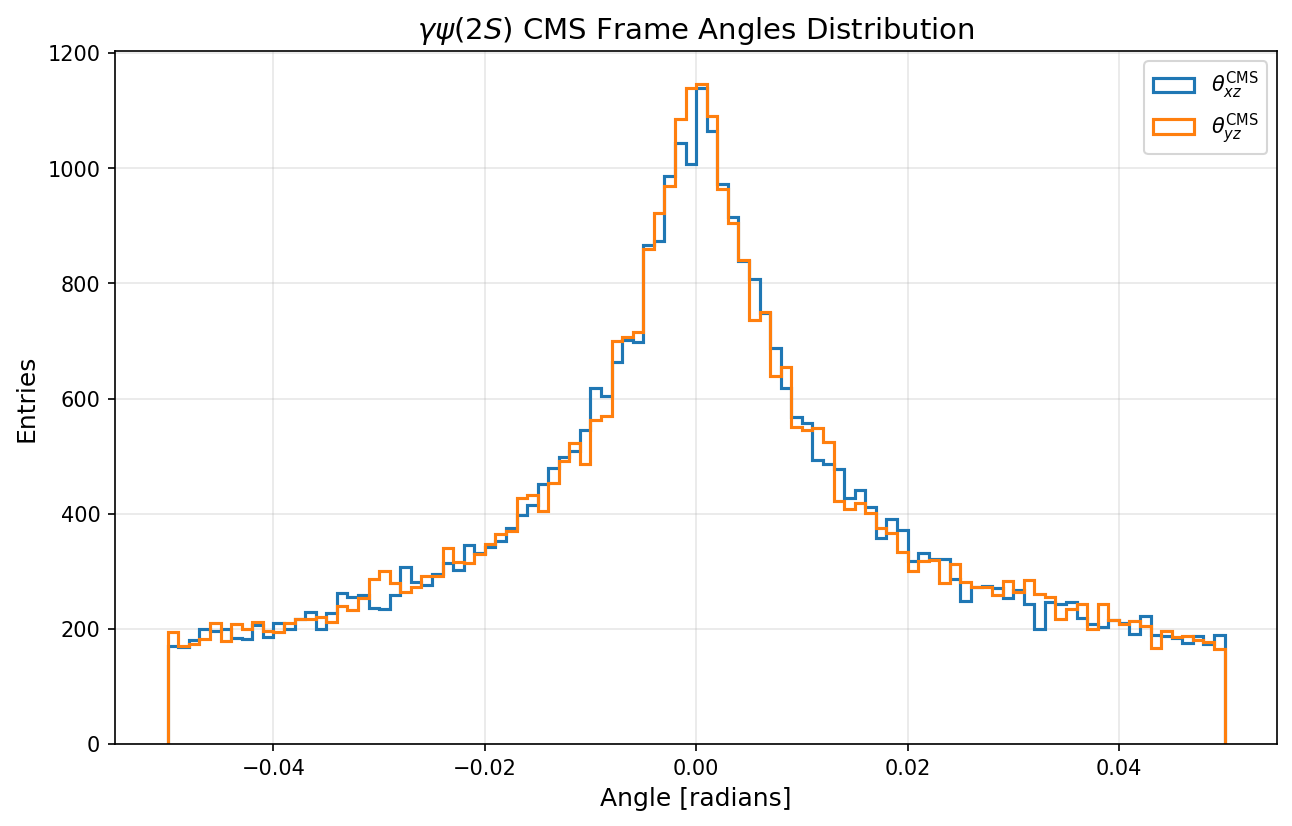 γψ(2S) CMS Frame Angles Distribution
1200
1000
800
600
400
200
0
Entries
−0.04
−0.02
0.00
0.02
0.04
Angle [radians]
θ_xz^CMS
θ_yz^CMS